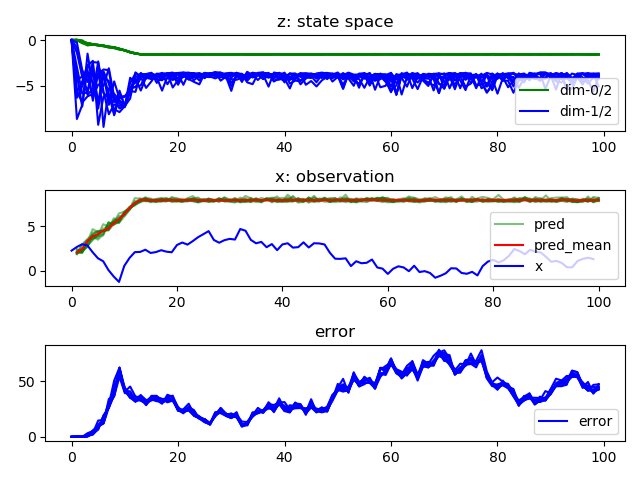 z: state space
0
−5
dim-0/2
dim-1/2
0 20 40 60 80 100
x: observation
5
0
pred
pred_mean
x
0 20 40 60 80 100
error
50
0
error
0 20 40 60 80 100